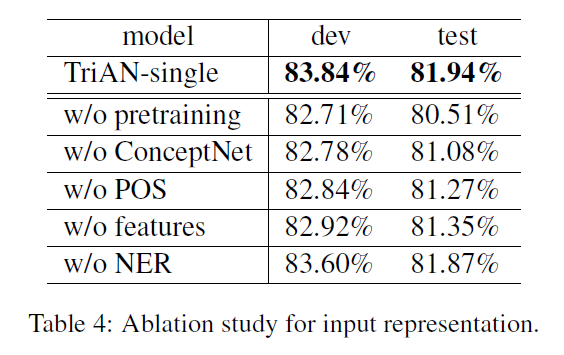 model dev test
TriAN-single 83.84% 81.94%
w/o pretraining 82.71% 80.51%
w/o ConceptNet 82.78% 81.08%
w/o POS 82.84% 81.27%
w/o features 82.92% 81.35%
w/o NER 83.60% 81.87%
Table 4: Ablation study for input representation.